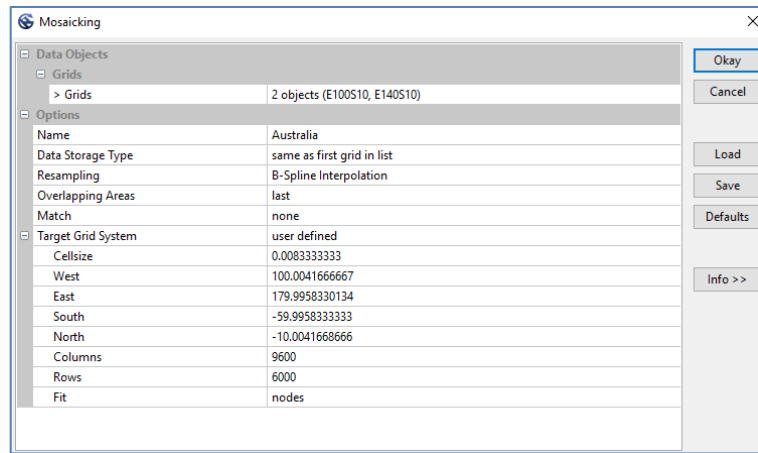 Mosaicking
Data Objects
Grids
> Grids 2 objects (E100S10, E140S10)
Options
Name Australia
Data Storage Type same as first grid in list
Resampling B-Spline Interpolation
Overlapping Areas last
Match none
Target Grid System user defined
Cellsize 0.0083333333
West 100.0041666667
East 179.9958330134
South -59.9958333333
North -10.0041668666
Columns 9600
Rows 6000
Fit nodes
Okay
Cancel
Load
Save
Defaults
Info >>